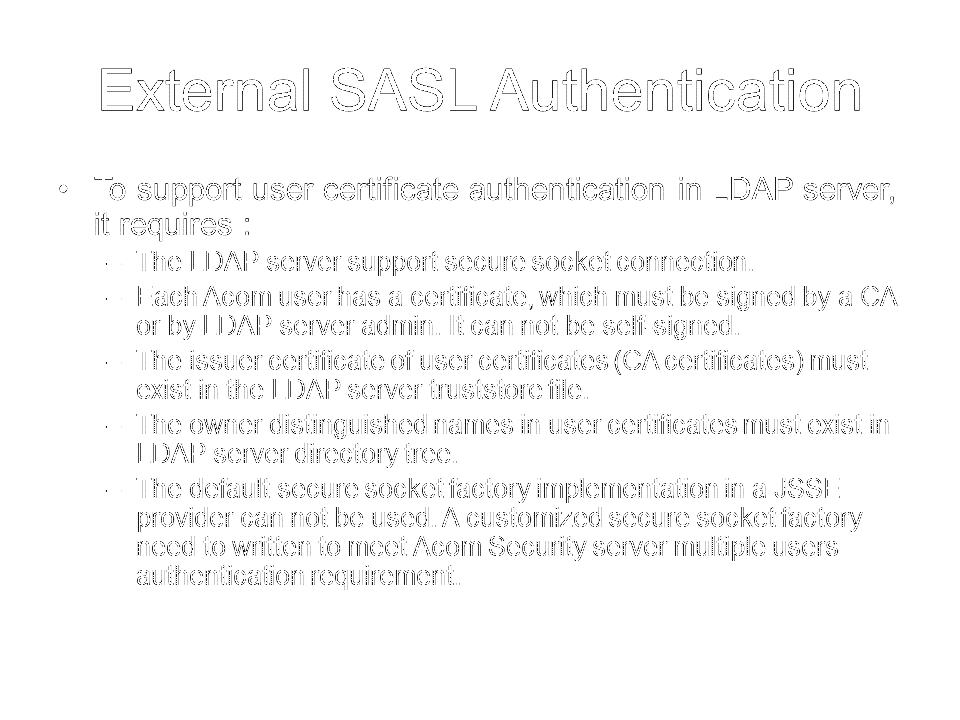 External SASL Authentication
• To support user certificate authentication in LDAP server,
it requires :
– The LDAP server support secure socket connection.
– Each Acom user has a certificate, which must be signed by a CA
or by LDAP server admin. It can not be self-signed.
– The issuer certificate of user certificates (CA certificates) must
exist in the LDAP server truststore file.
– The owner distinguished names in user certificates must exist in
LDAP server directory tree.
– The default secure socket factory implementation in a JSSE
provider can not be used. A customized secure socket factory
need to written to meet Acom Security server multiple users
authentication requirement.